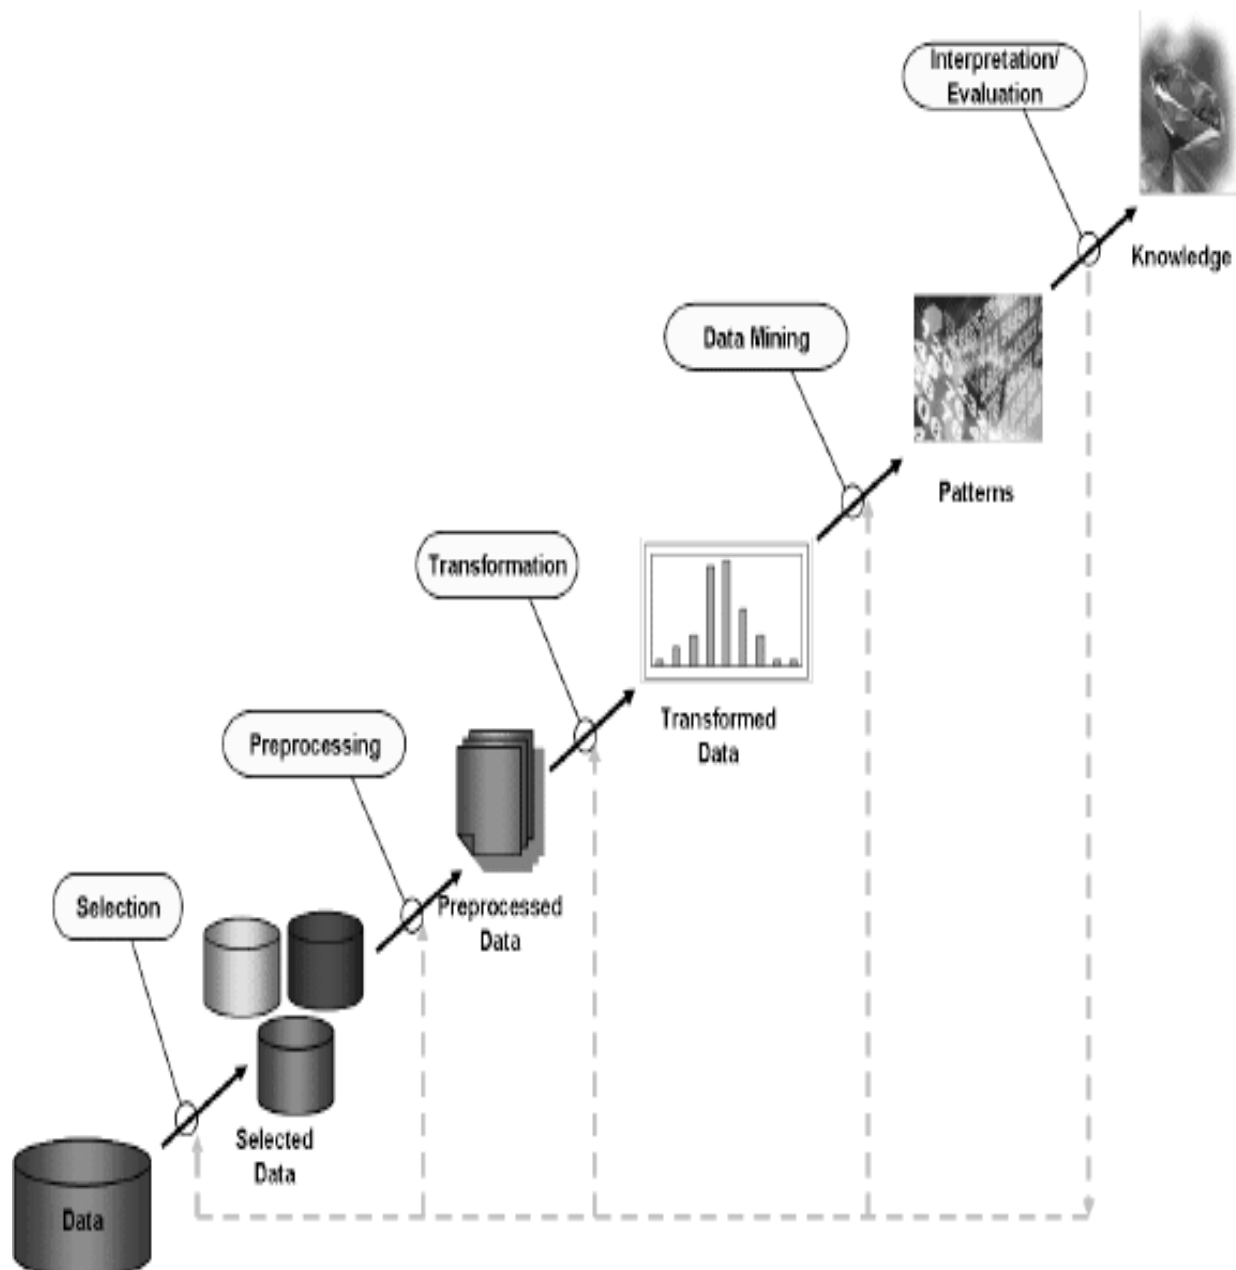 Interpretation/
Evaluation
Knowledge
Data Mining
Patterns
Transformation
Transformed
Data
Preprocessing
Preprocessed
Data
Selection
Selected
Data
Data